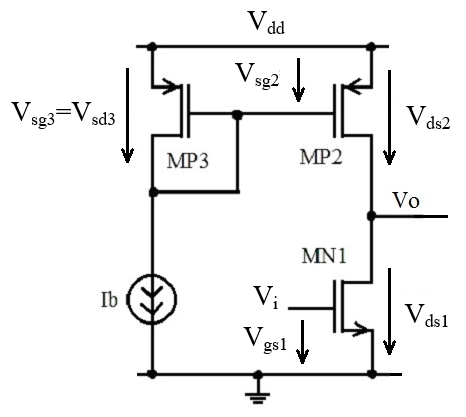 Vdd
Vsg2
Vsg3=Vsd3
Vds2
MP3
MP2
Vo
MN1
Ib
Vi
Vds1
Vgs1